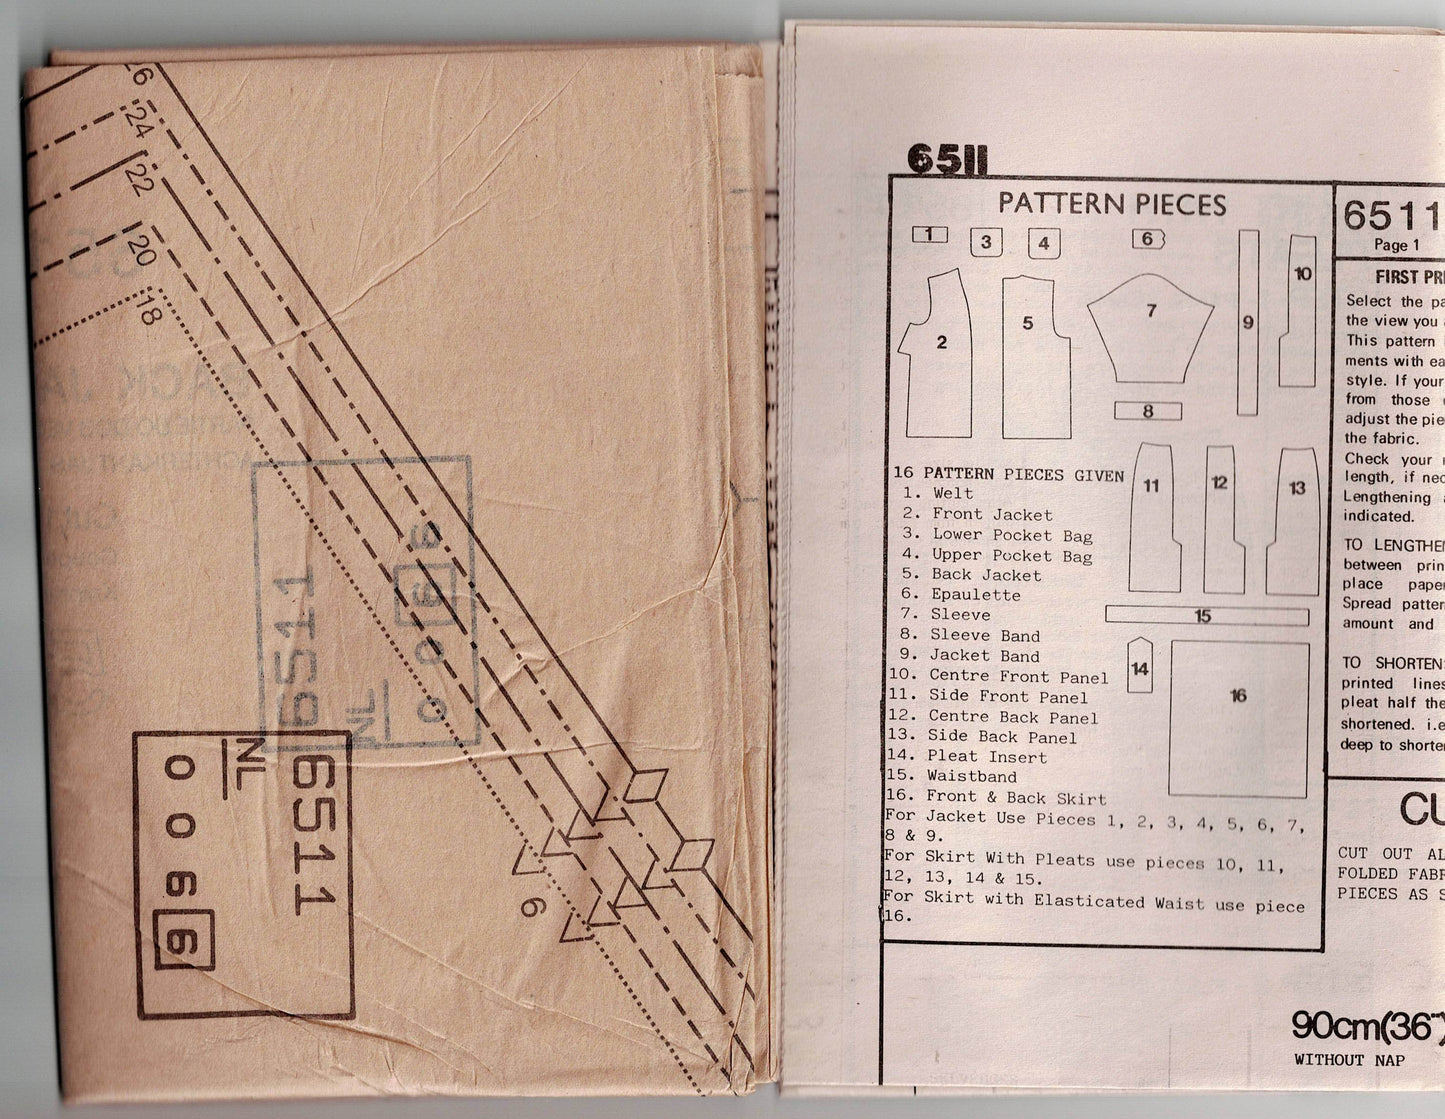 26
24
22
20
18
6511
NL
0 0 6 6
6
6511
NL
0 0 6 6
6511
PATTERN PIECES
1
3
4
6
10
2
5
7
9
8
11
12
13
15
14
16
16 PATTERN PIECES GIVEN
1. Welt
2. Front Jacket
3. Lower Pocket Bag
4. Upper Pocket Bag
5. Back Jacket
6. Epaulette
7. Sleeve
8. Sleeve Band
9. Jacket Band
10. Centre Front Panel
11. Side Front Panel
12. Centre Back Panel
13. Side Back Panel
14. Pleat Insert
15. Waistband
16. Front & Back Skirt
For Jacket Use Pieces 1, 2, 3, 4, 5, 6, 7,
8 & 9.
For Skirt With Pleats use pieces 10, 11,
12, 13, 14 & 15.
For Skirt with Elasticated Waist use piece
16.
6511
Page 1
FIRST
Select the
the view you
This pattern
ments with
style. If your
from those
adjust the
the fabric.
Check your
length, if
Lengthening
indicated.
TO
between
place
Spread
amount and
TO
printed lines
pleat half the
shortened. i.e
deep to
CUT OUT
FOLDED
PIECES AS
90cm(36")
WITHOUT NAP